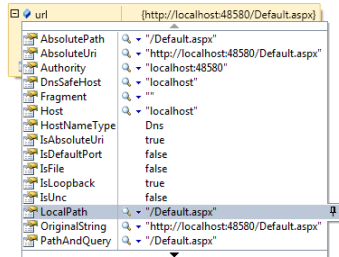 url {http://localhost:48580/Default.aspx}
AbsolutePath "/Default.aspx"
AbsoluteUri "http://localhost:48580/Default.aspx"
Authority "localhost:48580"
DnsSafeHost "localhost"
Fragment ""
Host "localhost"
HostNameType Dns
IsAbsoluteUri true
IsDefaultPort false
IsFile false
IsLoopback true
IsUnc false
LocalPath "/Default.aspx"
OriginalString "http://localhost:48580/Default.aspx"
PathAndQuery "/Default.aspx"